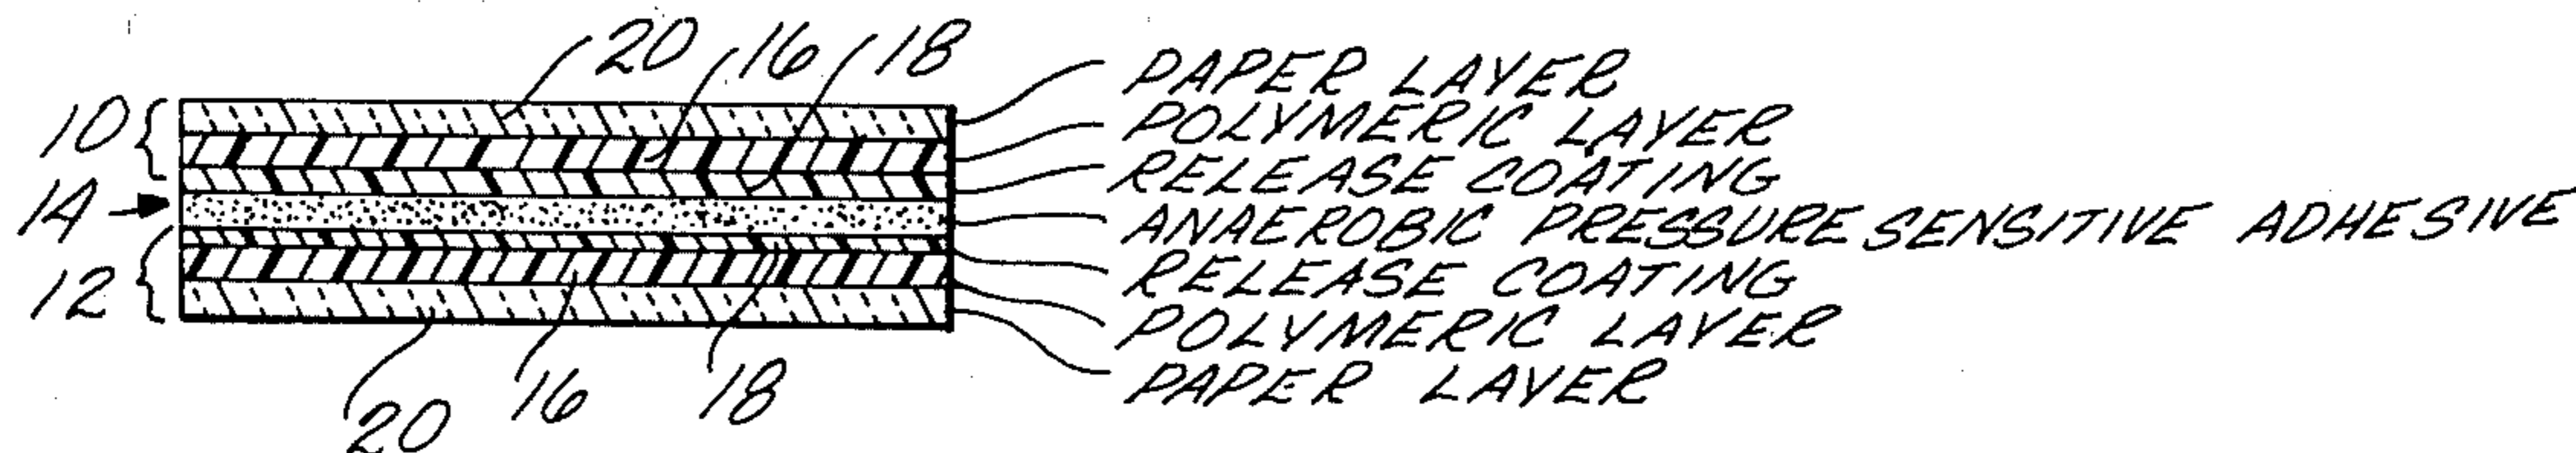 20 16 18
10 PAPER LAYER
POLYMERIC LAYER
RELEASE COATING
14 ANAEROBIC PRESSURE SENSITIVE ADHESIVE
12 RELEASE COATING
POLYMERIC LAYER
PAPER LAYER
20 16 18